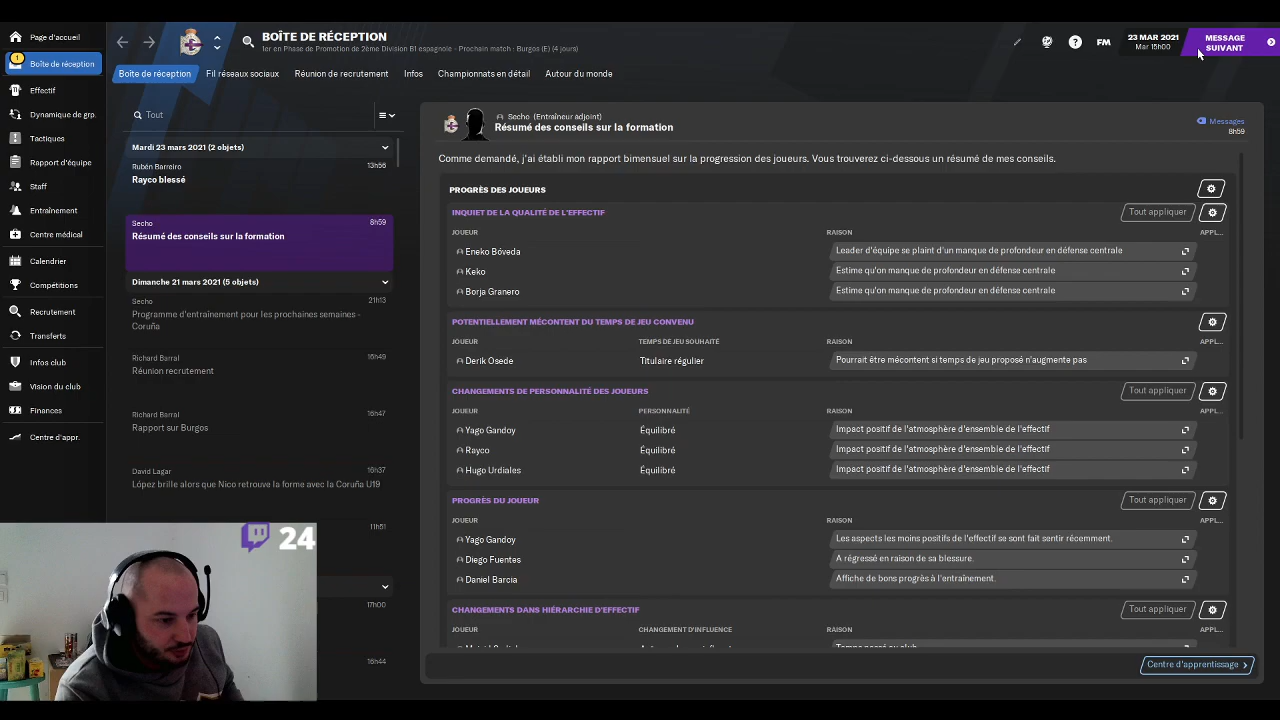 Page d'accueil
1
Boîte de réception
Effectif
Dynamique de grp.
Tactiques
Rapport d'équipe
Staff
Entraînement
Centre médical
Calendrier
Compétitions
Recrutement
Transferts
Infos club
Vision du club
Finances
Centre d'appr.
BOÎTE DE RÉCEPTION
1er en Phase de Promotion de 2ème Division B1 espagnole - Prochain match : Burgos (E) (4 jours)
FM
23 MAR 2021
Mar 15h00
MESSAGE
SUIVANT
Boîte de réception
Fil réseaux sociaux
Réunion de recrutement
Infos
Championnats en détail
Autour du monde
Tout
Mardi 23 mars 2021 (2 objets)
Rubén Barreiro 13h56
Rayco blessé
Secho 8h59
Résumé des conseils sur la formation
Dimanche 21 mars 2021 (5 objets)
Secho 21h13
Programme d'entraînement pour les prochaines semaines -
Coruña
Richard Barral 16h49
Réunion recrutement
Richard Barral 16h47
Rapport sur Burgos
David Lagar 16h37
López brille alors que Nico retrouve la forme avec la Coruña U19
11h51
17h00
16h44
24
Secho (Entraîneur adjoint)
Résumé des conseils sur la formation
Messages
8h59
Comme demandé, j'ai établi mon rapport bimensuel sur la progression des joueurs. Vous trouverez ci-dessous un résumé de mes conseils.
PROGRÈS DES JOUEURS
INQUIET DE LA QUALITÉ DE L'EFFECTIF Tout appliquer
JOUEUR RAISON APPL...
Eneko Bóveda Leader d'équipe se plaint d'un manque de profondeur en défense centrale
Keko Estime qu'on manque de profondeur en défense centrale
Borja Granero Estime qu'on manque de profondeur en défense centrale
POTENTIELLEMENT MÉCONTENT DU TEMPS DE JEU CONVENU
JOUEUR TEMPS DE JEU SOUHAITÉ RAISON APPL...
Derik Osede Titulaire régulier Pourrait être mécontent si temps de jeu proposé n'augmente pas
CHANGEMENTS DE PERSONNALITÉ DES JOUEURS Tout appliquer
JOUEUR PERSONNALITÉ RAISON APPL...
Yago Gandoy Équilibré Impact positif de l'atmosphère d'ensemble de l'effectif
Rayco Équilibré Impact positif de l'atmosphère d'ensemble de l'effectif
Hugo Urdiales Équilibré Impact positif de l'atmosphère d'ensemble de l'effectif
PROGRÈS DU JOUEUR Tout appliquer
JOUEUR RAISON APPL...
Yago Gandoy Les aspects les moins positifs de l'effectif se sont fait sentir récemment.
Diego Fuentes A régressé en raison de sa blessure.
Daniel Barcia Affiche de bons progrès à l'entraînement.
CHANGEMENTS DANS HIÉRARCHIE D'EFFECTIF Tout appliquer
JOUEUR CHANGEMENT D'INFLUENCE RAISON APPL...
Centre d'apprentissage